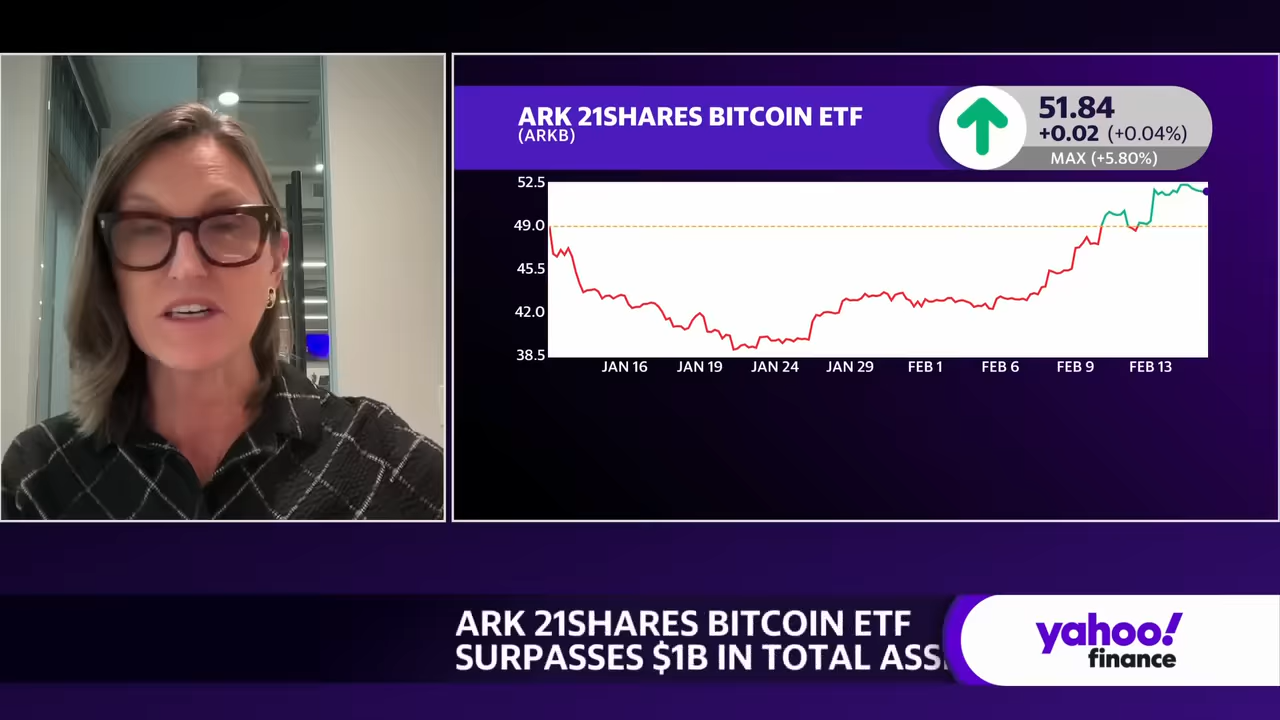 ARK 21SHARES BITCOIN ETF
(ARKB)
51.84
+0.02 (+0.04%)
MAX (+5.80%)
52.5
49.0
45.5
42.0
38.5
JAN 16 JAN 19 JAN 24 JAN 29 FEB 1 FEB 6 FEB 9 FEB 13
ARK 21SHARES BITCOIN ETF
SURPASSES $1B IN TOTAL
yahoo!
finance